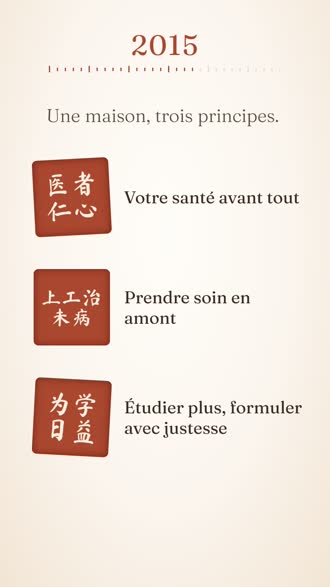 2015
Une maison, trois principes.
医者
仁心
Votre santé avant tout
上工治
未病
Prendre soin en
amont
为学
日益
Étudier plus, formuler
avec justesse